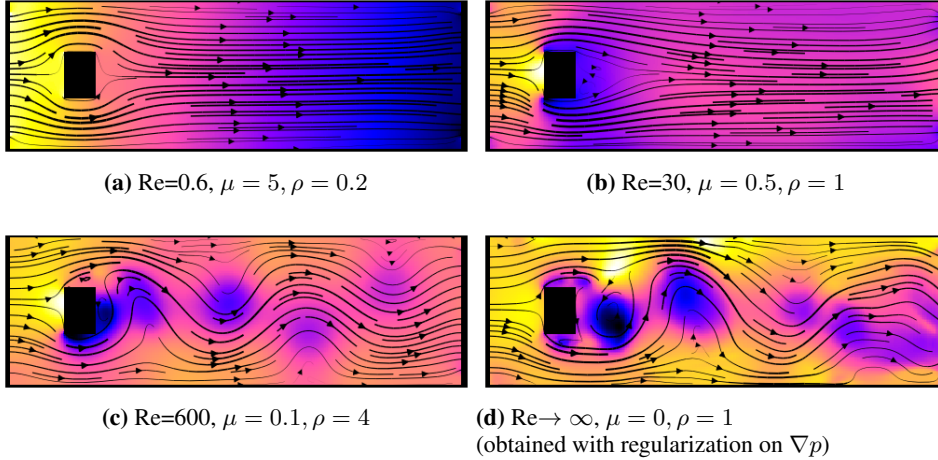 (a) Re=0.6, μ = 5, ρ = 0.2
(b) Re=30, μ = 0.5, ρ = 1
(c) Re=600, μ = 0.1, ρ = 4
(d) Re→ ∞, μ = 0, ρ = 1
(obtained with regularization on ∇p)